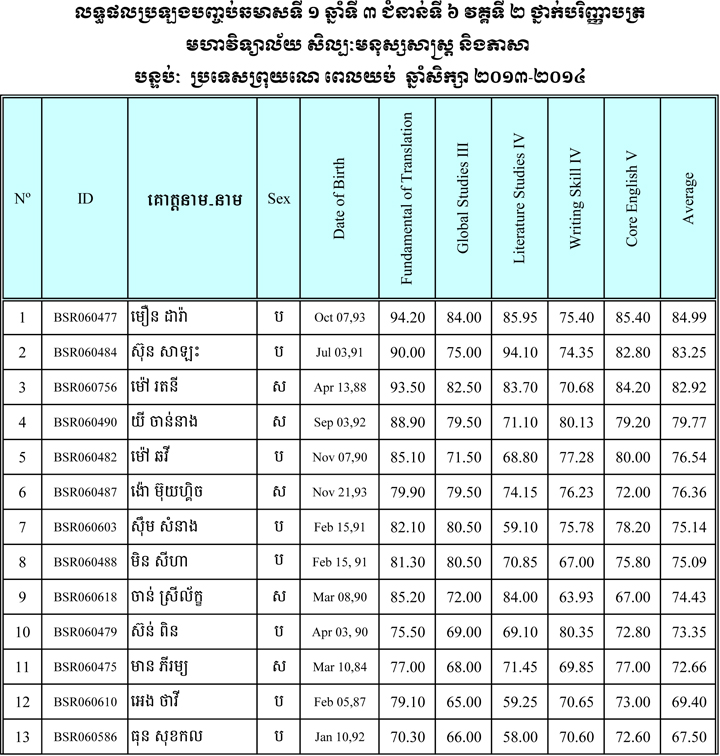 លទ្ធផលប្រឡងបញ្ចប់ឆមាសទី ១ ឆ្នាំទី ៣ ជំនាន់ទី ៦ វគ្គទី ២ ថ្នាក់បរិញ្ញាបត្រ
មហាវិទ្យាល័យ សិល្បៈមនុស្សសាស្ត្រ និងភាសា
បន្ទប់: ប្រទេសព្រុយណេ ពេលយប់ ឆ្នាំសិក្សា ២០១៣-២០១៤
Nº ID គោត្តនាម-នាម Sex Date of Birth Fundamental of Translation Global Studies III Literature Studies IV Writing Skill IV Core English V Average
1 BSR060477 មឿន ដារ៉ា ប Oct 07,93 94.20 84.00 85.95 75.40 85.40 84.99
2 BSR060484 ស៊ុន សាឡុះ ប Jul 03,91 90.00 75.00 94.10 74.35 82.80 83.25
3 BSR060756 ម៉ៅ រតនី ស Apr 13,88 93.50 82.50 83.70 70.68 84.20 82.92
4 BSR060490 យី ចាន់នាង ស Sep 03,92 88.90 79.50 71.10 80.13 79.20 79.77
5 BSR060482 ម៉ៅ ឆវី ប Nov 07,90 85.10 71.50 68.80 77.28 80.00 76.54
6 BSR060487 ង៉ោ ម៉ុយហ្គិច ស Nov 21,93 79.90 79.50 74.15 76.23 72.00 76.36
7 BSR060603 ស៊ឹម សំនាង ប Feb 15,91 82.10 80.50 59.10 75.78 78.20 75.14
8 BSR060488 មិន សីហា ប Feb 15, 91 81.30 80.50 70.85 67.00 75.80 75.09
9 BSR060618 ចាន់ ស្រីល័ក្ខ ស Mar 08,90 85.20 72.00 84.00 63.93 67.00 74.43
10 BSR060479 ស៊ន់ ពិន ប Apr 03, 90 75.50 69.00 69.10 80.35 72.80 73.35
11 BSR060475 មាន ភីរម្យ ស Mar 10,84 77.00 68.00 71.45 69.85 77.00 72.66
12 BSR060610 អេង ថាវី ប Feb 05,87 79.10 65.00 59.25 70.65 73.00 69.40
13 BSR060586 ធុន សុខកល ប Jan 10,92 70.30 66.00 58.00 70.60 72.60 67.50